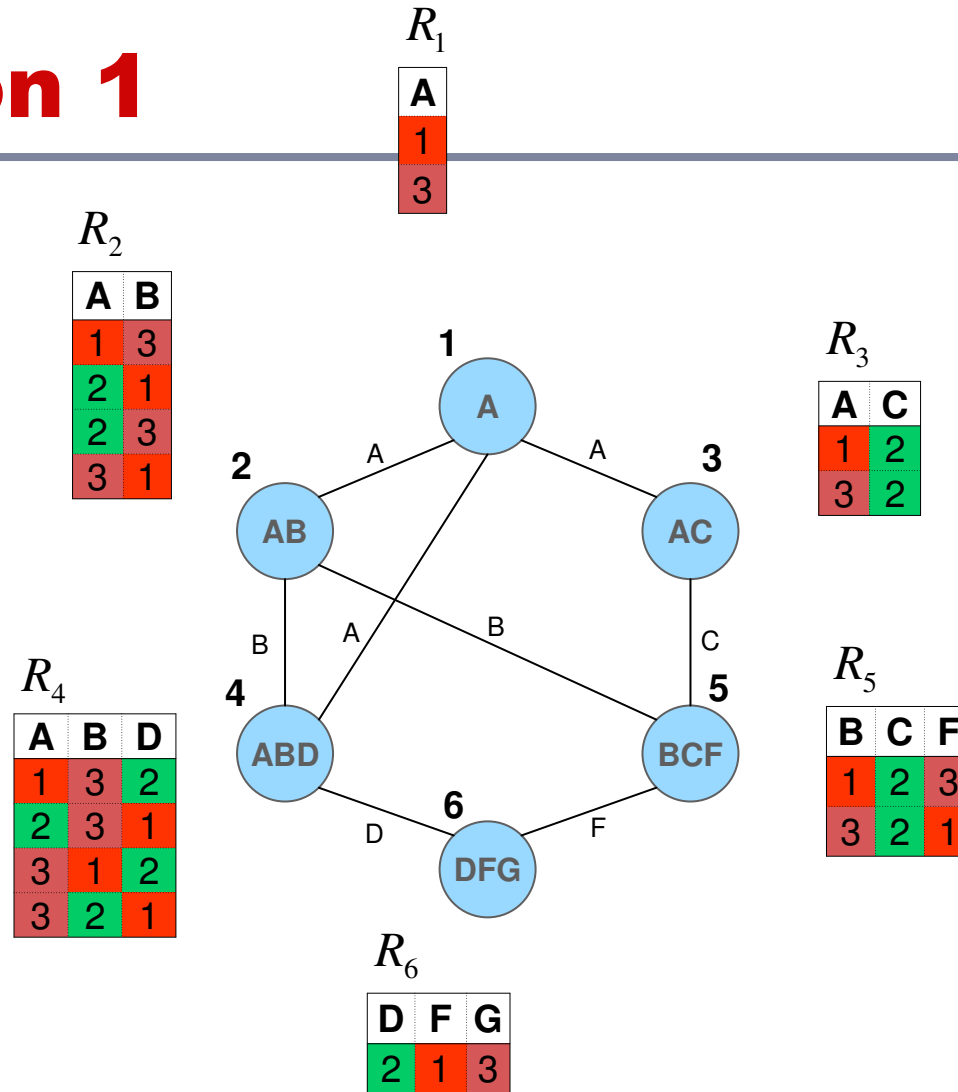 on 1
R1
A
1
3
R2
A B
1 3
2 1
2 3
3 1
R3
A C
1 2
3 2
1
A
A
A
2
AB
3
AC
B
A
B
C
R4
A B D
1 3 2
2 3 1
3 1 2
3 2 1
4
ABD
5
BCF
R5
B C F
1 2 3
3 2 1
D
6
DFG
F
R6
D F G
2 1 3